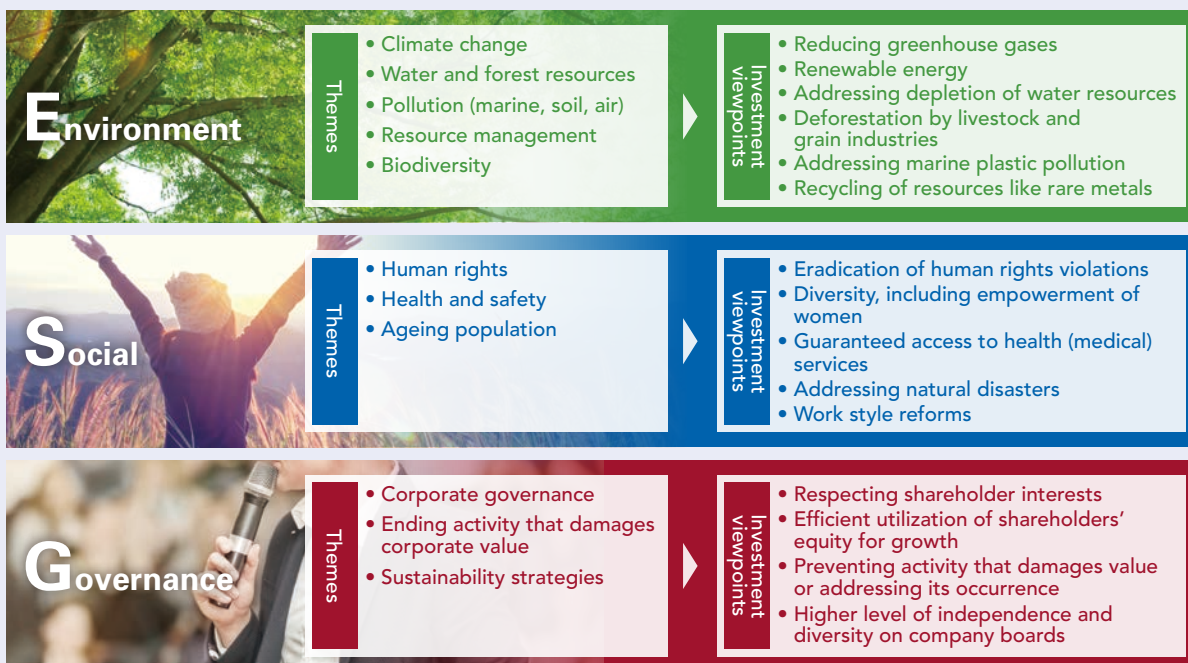 Environment
Themes
• Climate change
• Water and forest resources
• Pollution (marine, soil, air)
• Resource management
• Biodiversity
Investment
viewpoints
• Reducing greenhouse gases
• Renewable energy
• Addressing depletion of water resources
• Deforestation by livestock and
grain industries
• Addressing marine plastic pollution
• Recycling of resources like rare metals
Social
Themes
• Human rights
• Health and safety
• Ageing population
Investment
viewpoints
• Eradication of human rights violations
• Diversity, including empowerment of
women
• Guaranteed access to health (medical)
services
• Addressing natural disasters
• Work style reforms
Governance
Themes
• Corporate governance
• Ending activity that damages
corporate value
• Sustainability strategies
Investment
viewpoints
• Respecting shareholder interests
• Efficient utilization of shareholders’
equity for growth
• Preventing activity that damages value
or addressing its occurrence
• Higher level of independence and
diversity on company boards